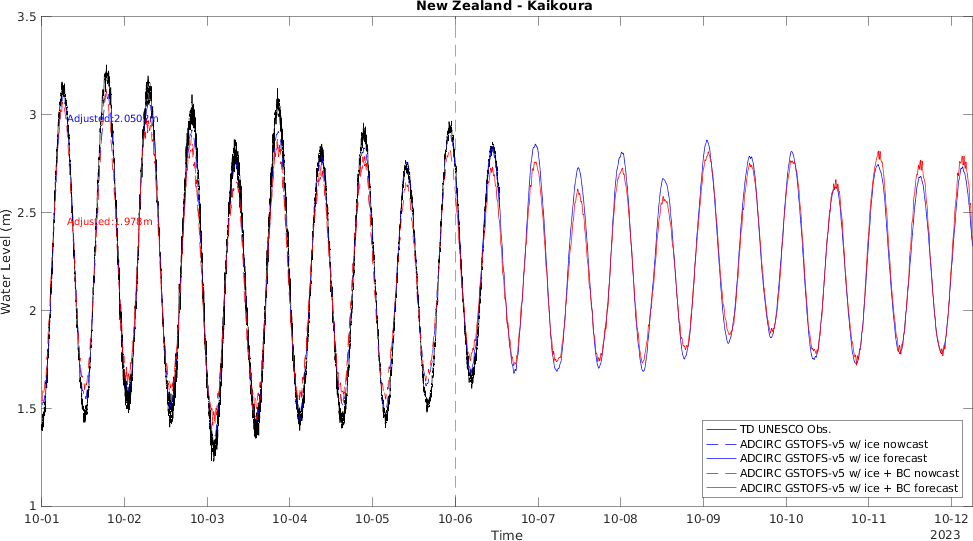 New Zealand - Kaikoura
3.5
3
2.5
2
1.5
1
Water Level (m)
Adjusted:1.978m
10-01
10-02
10-03
10-04
10-05
10-06
10-07
10-08
10-09
10-10
10-11
10-12
2023
Time
TD UNESCO Obs.
ADCIRC GSTOFS-v5 w/ ice nowcast
ADCIRC GSTOFS-v5 w/ ice forecast
ADCIRC GSTOFS-v5 w/ ice + BC nowcast
ADCIRC GSTOFS-v5 w/ ice + BC forecast